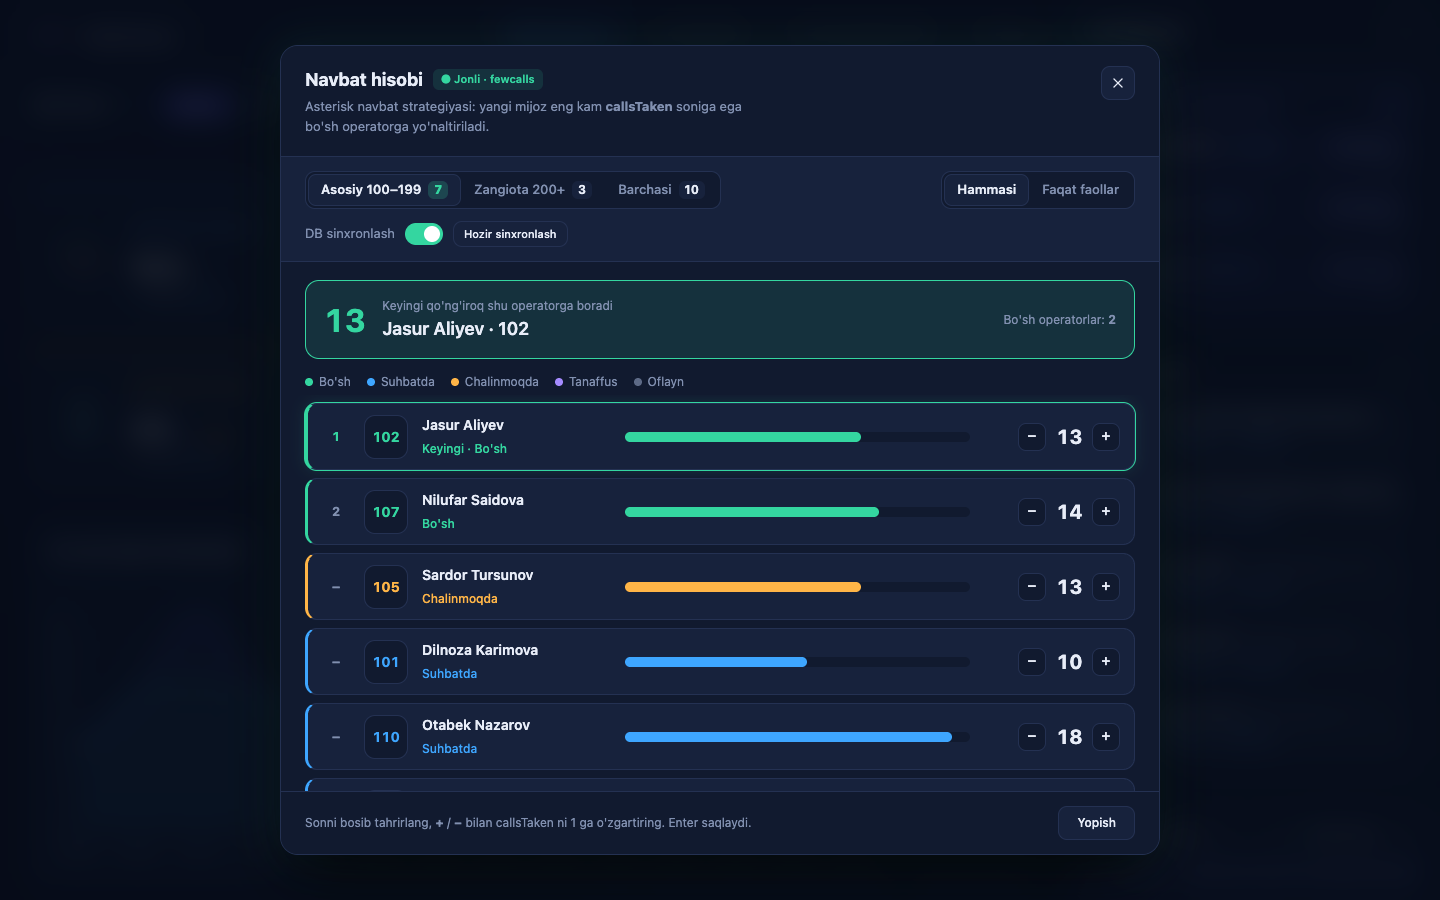 Navbat hisobi
Jonli · fewcalls
Asterisk navbat strategiyasi: yangi mijoz eng kam callsTaken soniga ega
bo'sh operatorga yo'naltiriladi.
Asosiy 100–199 7
Zangiota 200+ 3
Barchasi 10
Hammasi
Faqat faollar
DB sinxronlash
Hozir sinxronlash
13
Keyingi qo'ng'iroq shu operatorga boradi
Jasur Aliyev · 102
Bo'sh operatorlar: 2
Bo'sh
Suhbatda
Chalinmoqda
Tanaffus
Oflayn
1
102
Jasur Aliyev
Keyingi · Bo'sh
− 13 +
2
107
Nilufar Saidova
Bo'sh
− 14 +
–
105
Sardor Tursunov
Chalinmoqda
− 13 +
–
101
Dilnoza Karimova
Suhbatda
− 10 +
–
110
Otabek Nazarov
Suhbatda
− 18 +
Sonni bosib tahrirlang, + / − bilan callsTaken ni 1 ga o'zgartiring. Enter saqlaydi.
Yopish